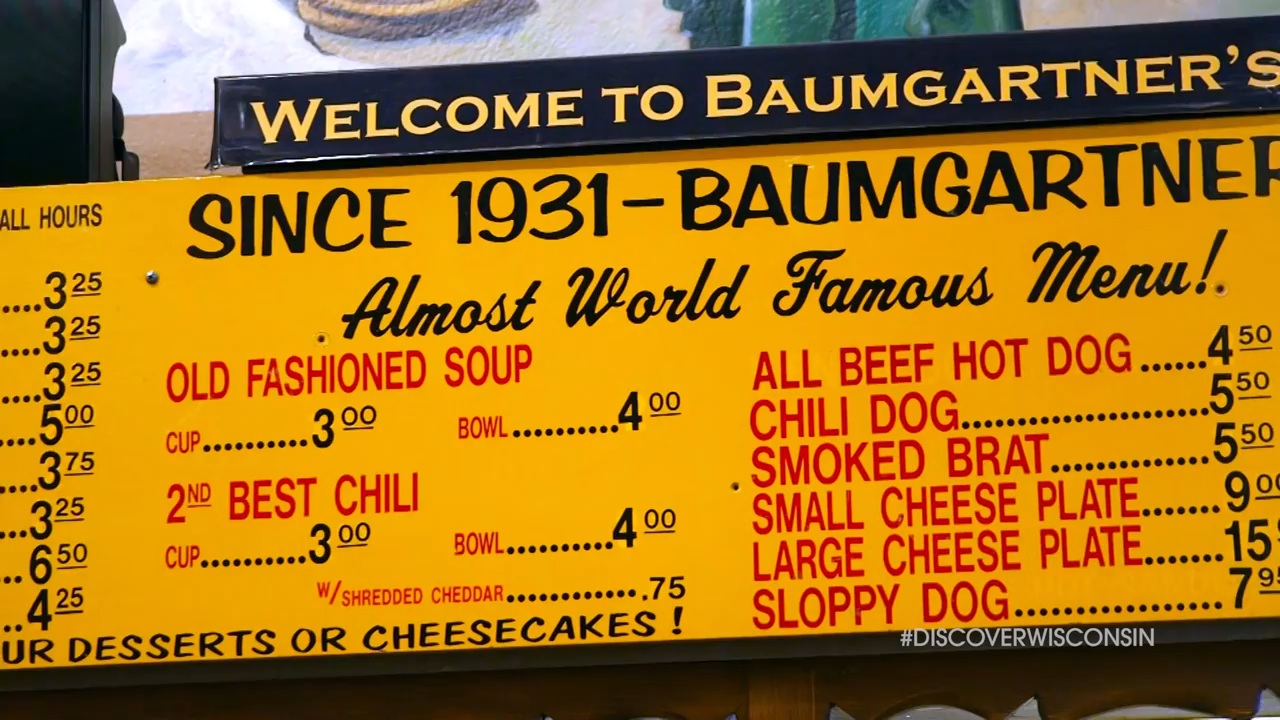 WELCOME TO BAUMGARTNER'S
SINCE 1931-BAUMGARTNER
Almost World Famous Menu!
ALL HOURS
....3 25
....3 25
....3 25
....5 00
....3 75
....3 25
...6 50
...4 25
OLD FASHIONED SOUP
CUP..........3 00 BOWL..........4 00
2ND BEST CHILI
CUP..........3 00 BOWL..........4 00
W/SHREDDED CHEDDAR.............75
UR DESSERTS OR CHEESECAKES !
ALL BEEF HOT DOG......4 50
CHILI DOG......................5 50
SMOKED BRAT.............5 50
SMALL CHEESE PLATE......9 00
LARGE CHEESE PLATE......15
SLOPPY DOG.................7 95
#DISCOVERWISCONSIN